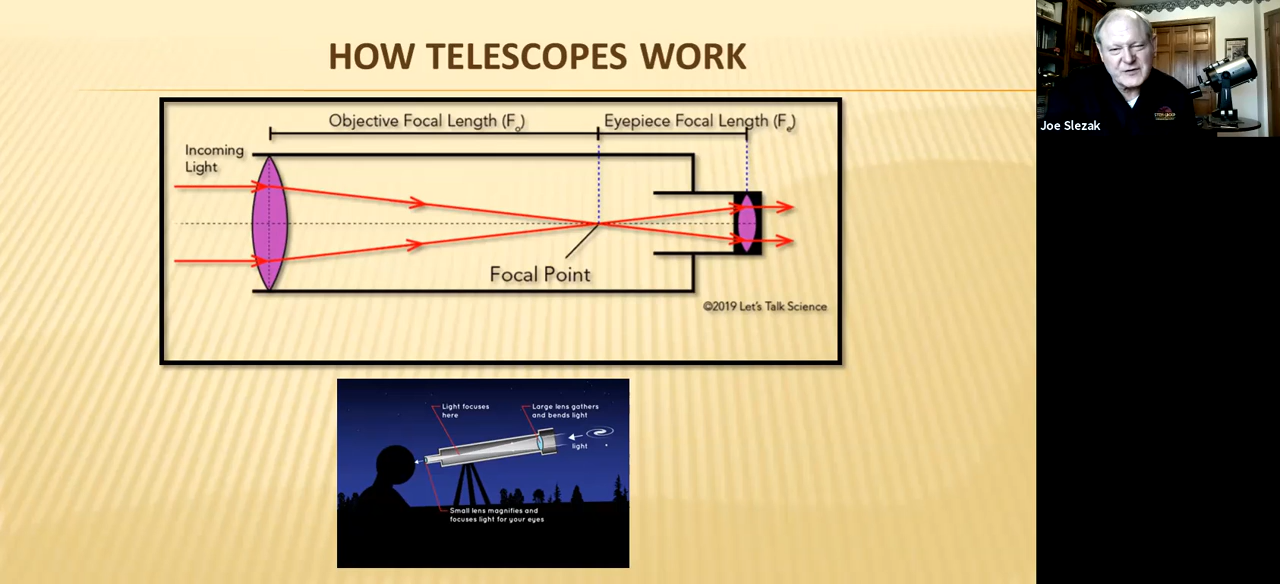 HOW TELESCOPES WORK
Objective Focal Length (Fo)
Eyepiece Focal Length (Fe)
Incoming
Light
Focal Point
©2019 Let's Talk Science
Light focuses
here
Large lens gathers
and bends light
light
Small lens magnifies and
focuses light for your eyes
Joe Slezak